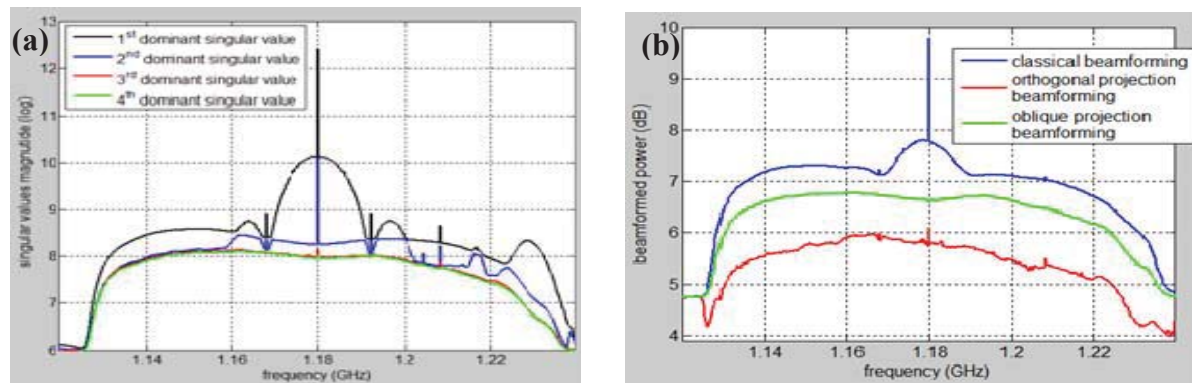 (a)
13
12
11
10
9
8
7
6
singular values magnutide (log)
1st dominant singular value
2nd dominant singular value
3rd dominant singular value
4th dominant singular value
1.14
1.16
1.18
1.2
1.22
frequency (GHz)
(b)
10
9
8
7
6
5
4
beamformed power (dB)
classical beamforming
orthogonal projection
beamforming
oblique projection
beamforming
1.14
1.16
1.18
1.2
1.22
frequency (GHz)